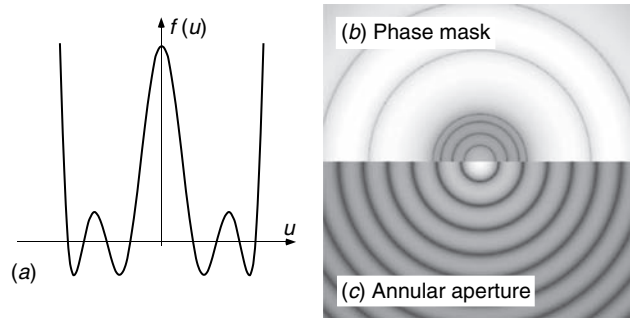 f (u)
u
(a)
(b) Phase mask
(c) Annular aperture